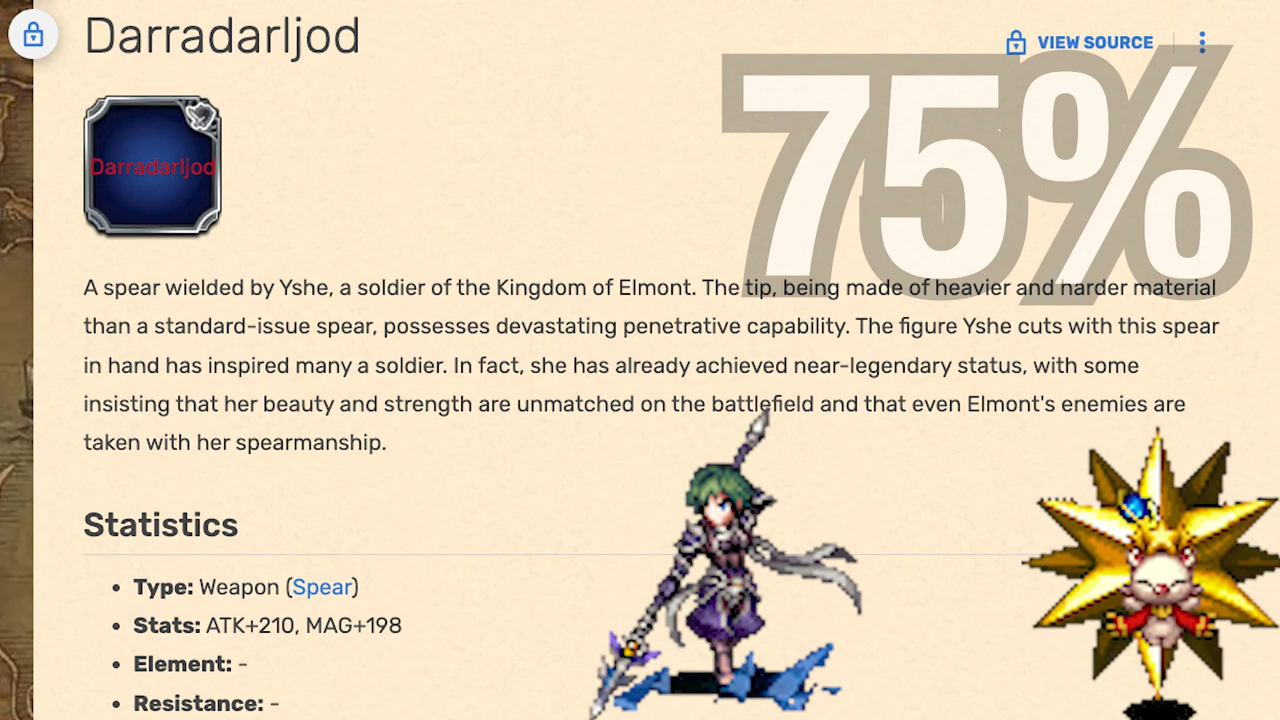 Darradarljod
VIEW SOURCE
75%
Darradarljod
A spear wielded by Yshe, a soldier of the Kingdom of Elmont. The tip, being made of heavier and harder material
than a standard-issue spear, possesses devastating penetrative capability. The figure Yshe cuts with this spear
in hand has inspired many a soldier. In fact, she has already achieved near-legendary status, with some
insisting that her beauty and strength are unmatched on the battlefield and that even Elmont's enemies are
taken with her spearmanship.
Statistics
• Type: Weapon (Spear)
• Stats: ATK+210, MAG+198
• Element: -
• Resistance: -